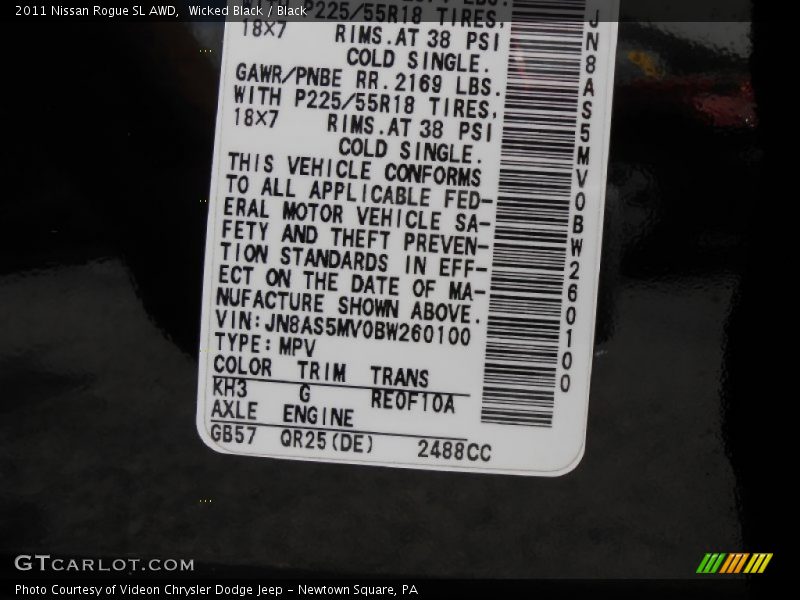 2011 Nissan Rogue SL AWD, Wicked Black / Black
P225/55R18 TIRES,
18X7 RIMS.AT 38 PSI
COLD SINGLE.
GAWR/PNBE RR.2169 LBS.
WITH P225/55R18 TIRES,
18X7 RIMS.AT 38 PSI
COLD SINGLE.
THIS VEHICLE CONFORMS
TO ALL APPLICABLE FED-
ERAL MOTOR VEHICLE SA-
FETY AND THEFT PREVEN-
TION STANDARDS IN EFF-
ECT ON THE DATE OF MA-
NUFACTURE SHOWN ABOVE.
VIN:JN8AS5MV0BW260100
TYPE:MPV
COLOR TRIM TRANS
KH3 G RE0F10A
AXLE ENGINE
GB57 QR25(DE) 2488CC
JN8AS5MV0BW260100
GTCARLOT.COM
Photo Courtesy of Videon Chrysler Dodge Jeep - Newtown Square, PA